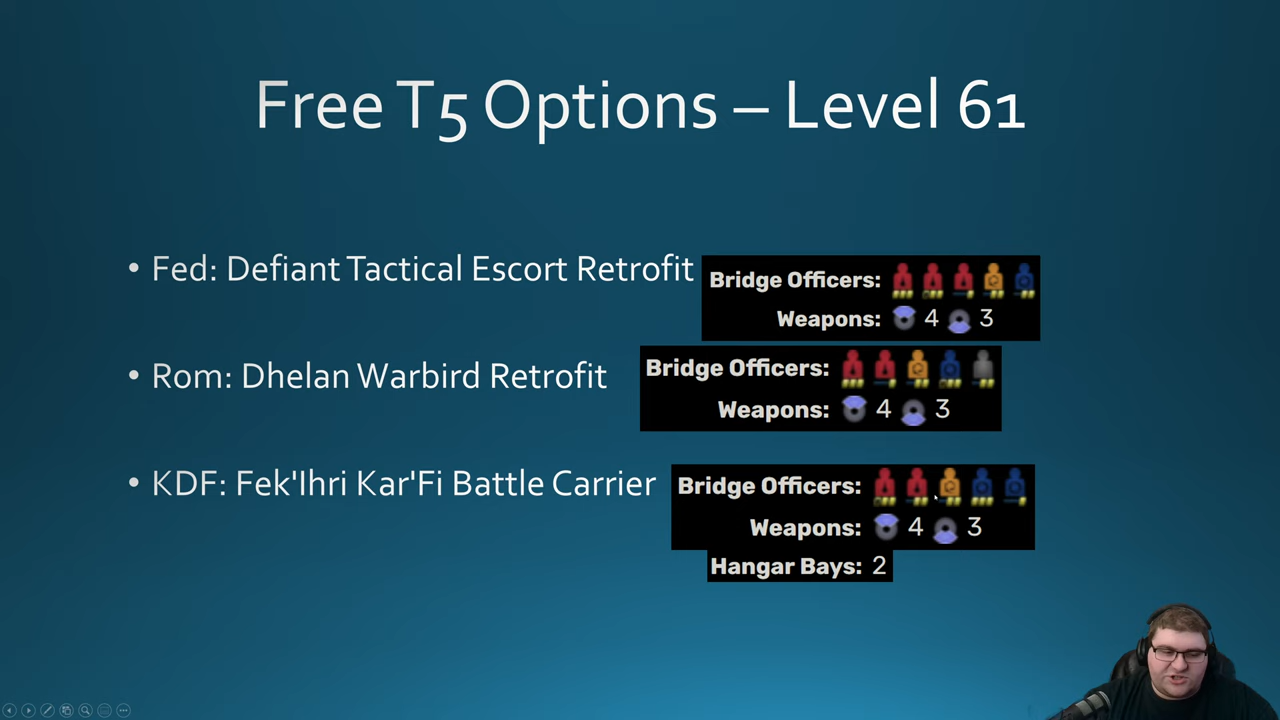 Free T5 Options – Level 61
• Fed: Defiant Tactical Escort Retrofit
Bridge Officers:
Weapons: 4 3
• Rom: Dhelan Warbird Retrofit
Bridge Officers:
Weapons: 4 3
• KDF: Fek'Ihri Kar'Fi Battle Carrier
Bridge Officers:
Weapons: 4 3
Hangar Bays: 2